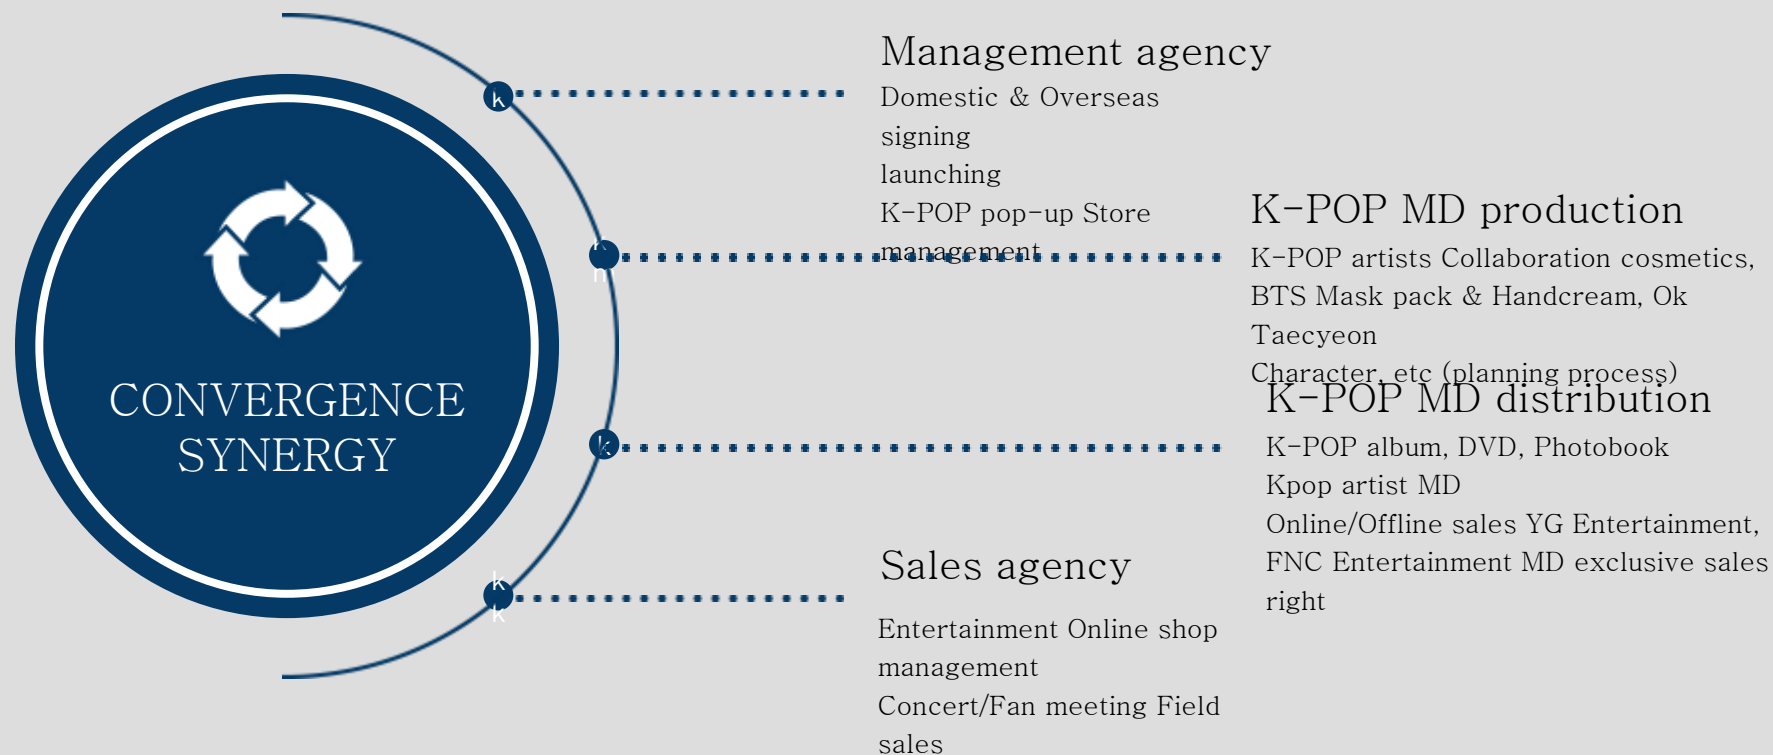 CONVERGENCE
SYNERGY
k
Management agency
Domestic & Overseas
signing
launching
K-POP pop-up Store
management
K-POP MD production
K-POP artists Collaboration cosmetics,
BTS Mask pack & Handcream, Ok
Taecyeon
Character, etc (planning process)
k
K-POP MD distribution
K-POP album, DVD, Photobook
Kpop artist MD
Online/Offline sales YG Entertainment,
FNC Entertainment MD exclusive sales
right
k
k
Sales agency
Entertainment Online shop
management
Concert/Fan meeting Field
sales